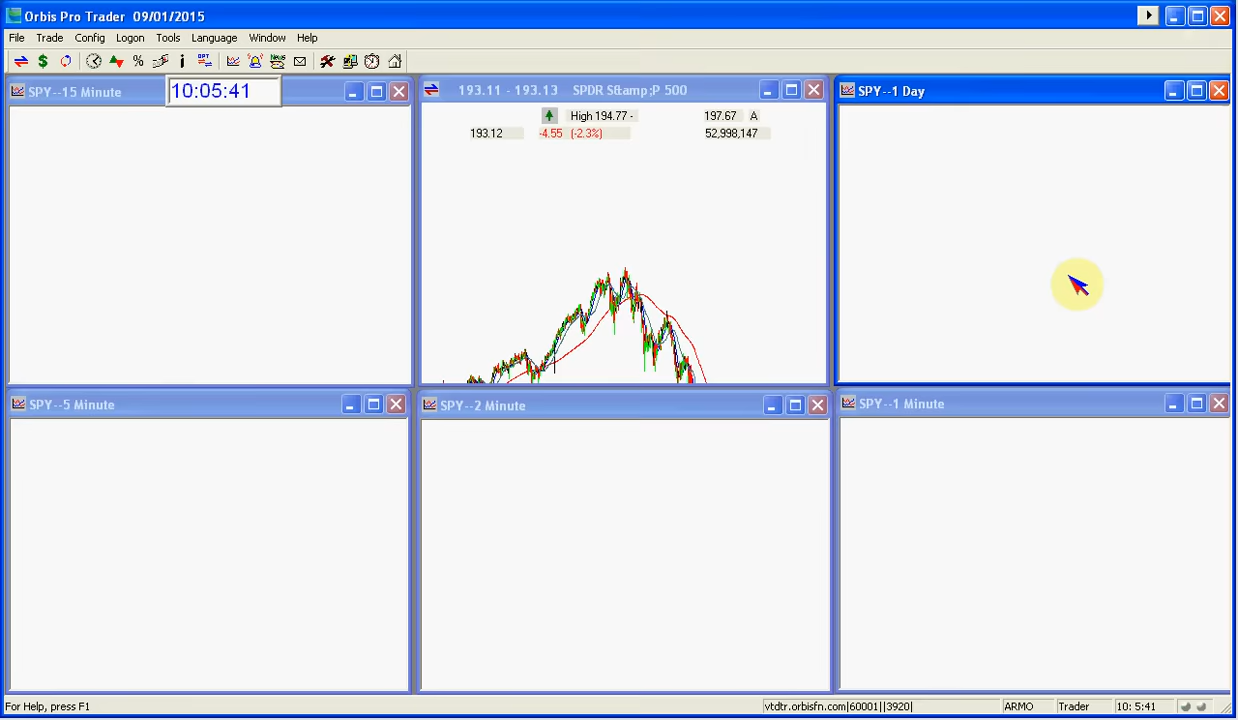 Orbis Pro Trader 09/01/2015
File Trade Config Logon Tools Language Window Help
SPY--15 Minute
10:05:41
193.11 - 193.13 SPDR S&amp;P 500
High 194.77 - 197.67 A
193.12 -4.55 (-2.3%) 52,998,147
SPY--1 Day
SPY--5 Minute
SPY--2 Minute
SPY--1 Minute
For Help, press F1
vtdtr.orbisfn.com|60001||3920|
ARMO
Trader
10: 5:41